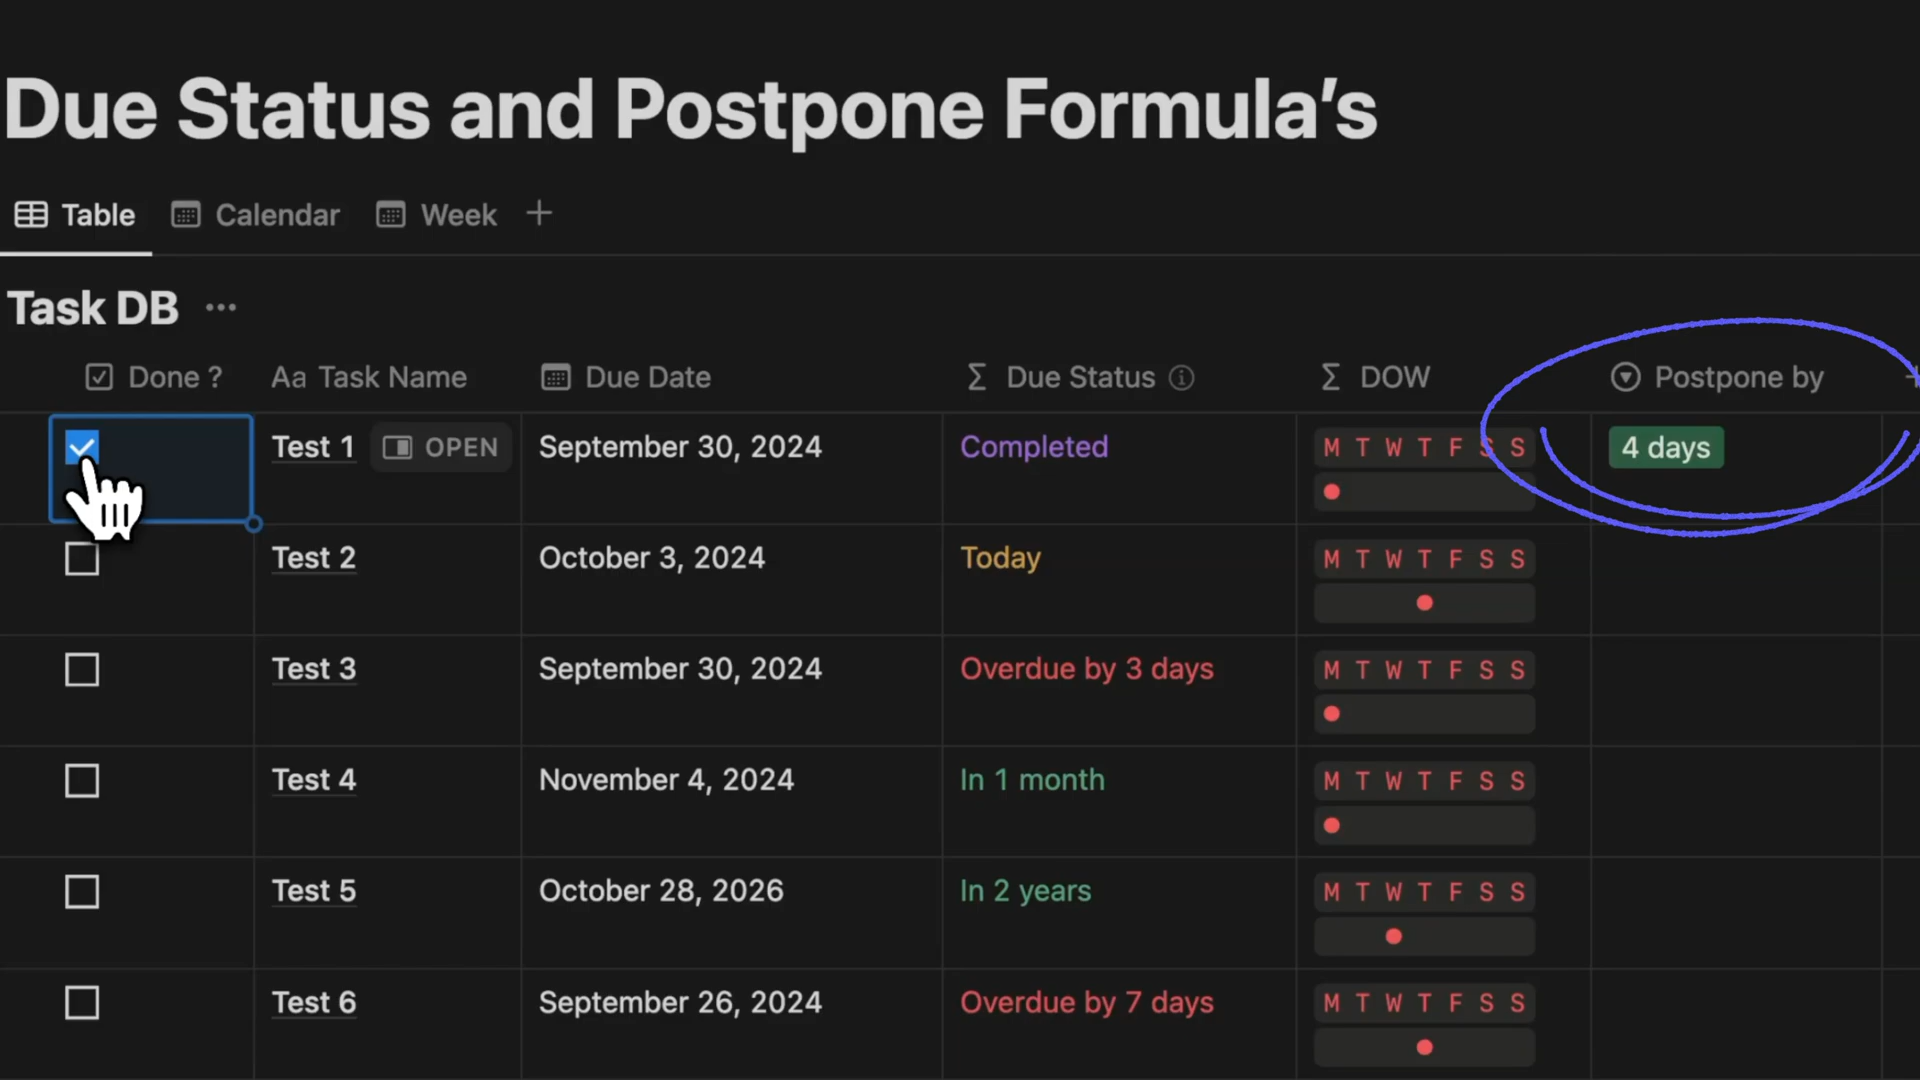 Due Status and Postpone Formula’s
Table Calendar Week +
Task DB ...
Done ? Aa Task Name Due Date Σ Due Status Σ DOW Postpone by +
Test 1 OPEN September 30, 2024 Completed M T W T F S S 4 days
Test 2 October 3, 2024 Today M T W T F S S
Test 3 September 30, 2024 Overdue by 3 days M T W T F S S
Test 4 November 4, 2024 In 1 month M T W T F S S
Test 5 October 28, 2026 In 2 years M T W T F S S
Test 6 September 26, 2024 Overdue by 7 days M T W T F S S